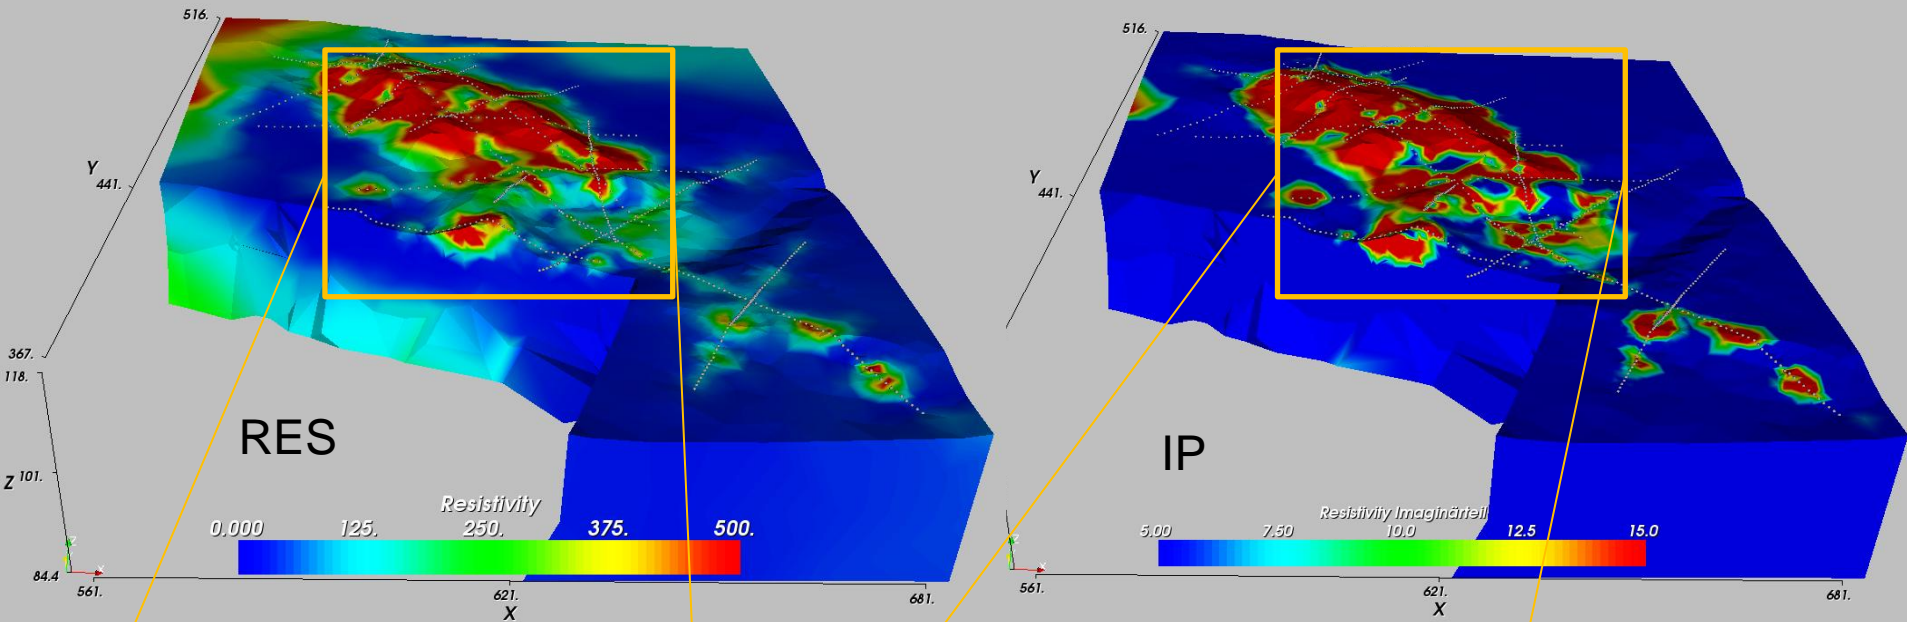 516.
Y
441.
367.
118.
Z 101.
84.4
561.
621.
X
681.
RES
Resistivity
0.000 125. 250. 375. 500.
Z
X
516.
Y
441.
IP
Resistivity Imaginärteil
5.00 7.50 10.0 12.5 15.0
561.
621.
X
681.